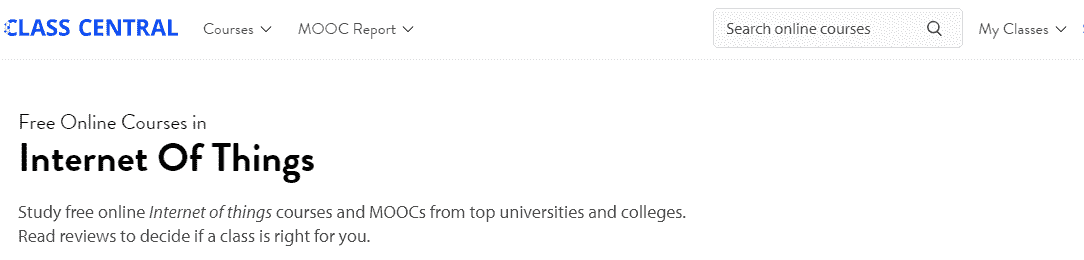 CLASS CENTRAL Courses MOOC Report Search online courses My Classes
Free Online Courses in
Internet Of Things
Study free online Internet of things courses and MOOCs from top universities and colleges.
Read reviews to decide if a class is right for you.